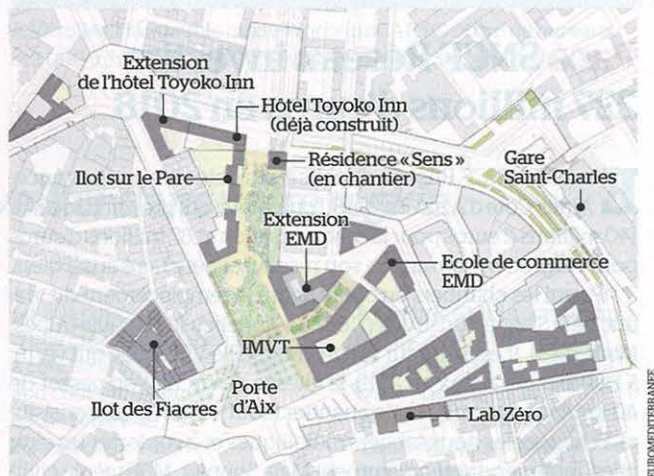 Extension
de l'hôtel Toyoko Inn
Hôtel Toyoko Inn
(déjà construit)
Ilot sur le Parc
Résidence « Sens »
(en chantier)
Gare
Saint-Charles
Extension
EMD
Ecole de commerce
EMD
IMVT
Ilot des Fiacres
Porte
d'Aix
Lab Zéro
EUROMEDITERRANEE